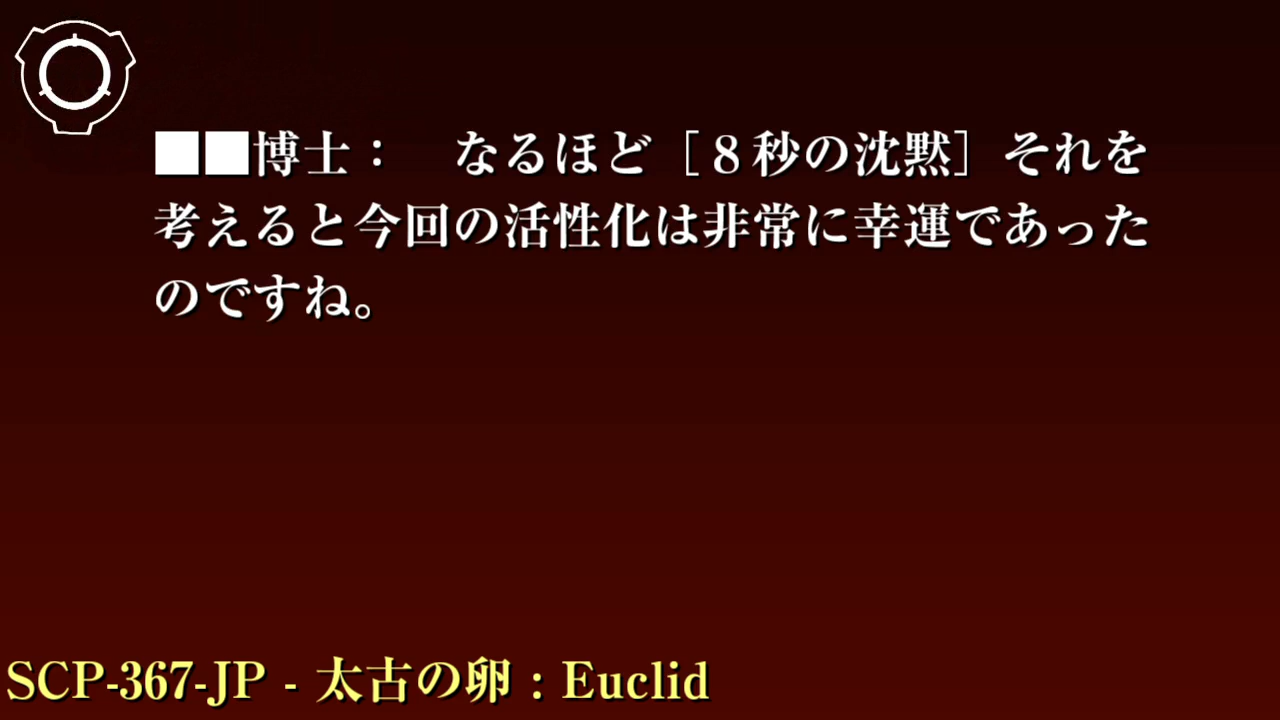 ■■博士：　なるほど［８秒の沈黙］それを
考えると今回の活性化は非常に幸運であった
のですね。
SCP-367-JP - 太古の卵 : Euclid